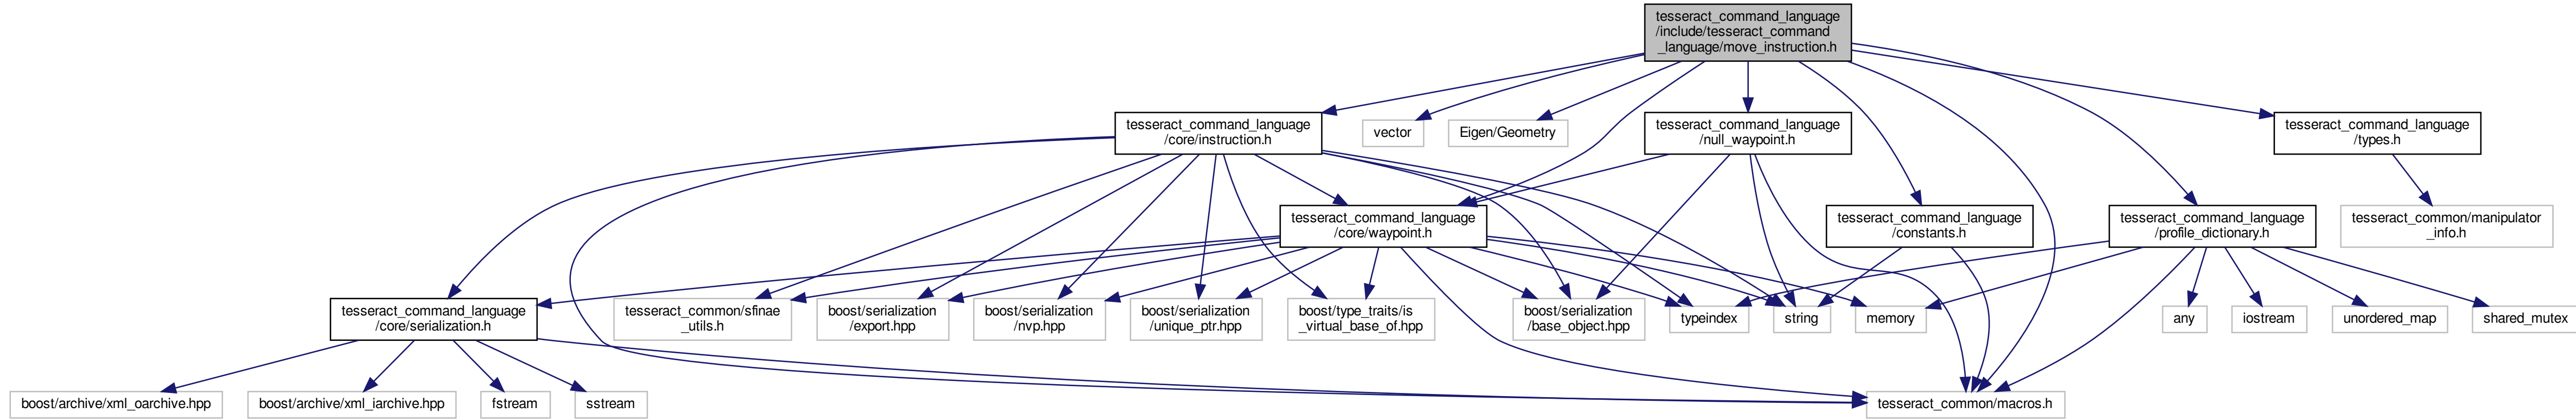 tesseract_command_language
/include/tesseract_command
_language/move_instruction.h
tesseract_command_language
/core/instruction.h
vector
Eigen/Geometry
tesseract_command_language
/null_waypoint.h
tesseract_command_language
/types.h
tesseract_command_language
/core/waypoint.h
tesseract_command_language
/constants.h
tesseract_command_language
/profile_dictionary.h
tesseract_common/manipulator
_info.h
tesseract_command_language
/core/serialization.h
tesseract_common/sfinae
_utils.h
boost/serialization
/export.hpp
boost/serialization
/nvp.hpp
boost/serialization
/unique_ptr.hpp
boost/type_traits/is
_virtual_base_of.hpp
boost/serialization
/base_object.hpp
typeindex
string
memory
any
iostream
unordered_map
shared_mutex
boost/archive/xml_oarchive.hpp
boost/archive/xml_iarchive.hpp
fstream
sstream
tesseract_common/macros.h